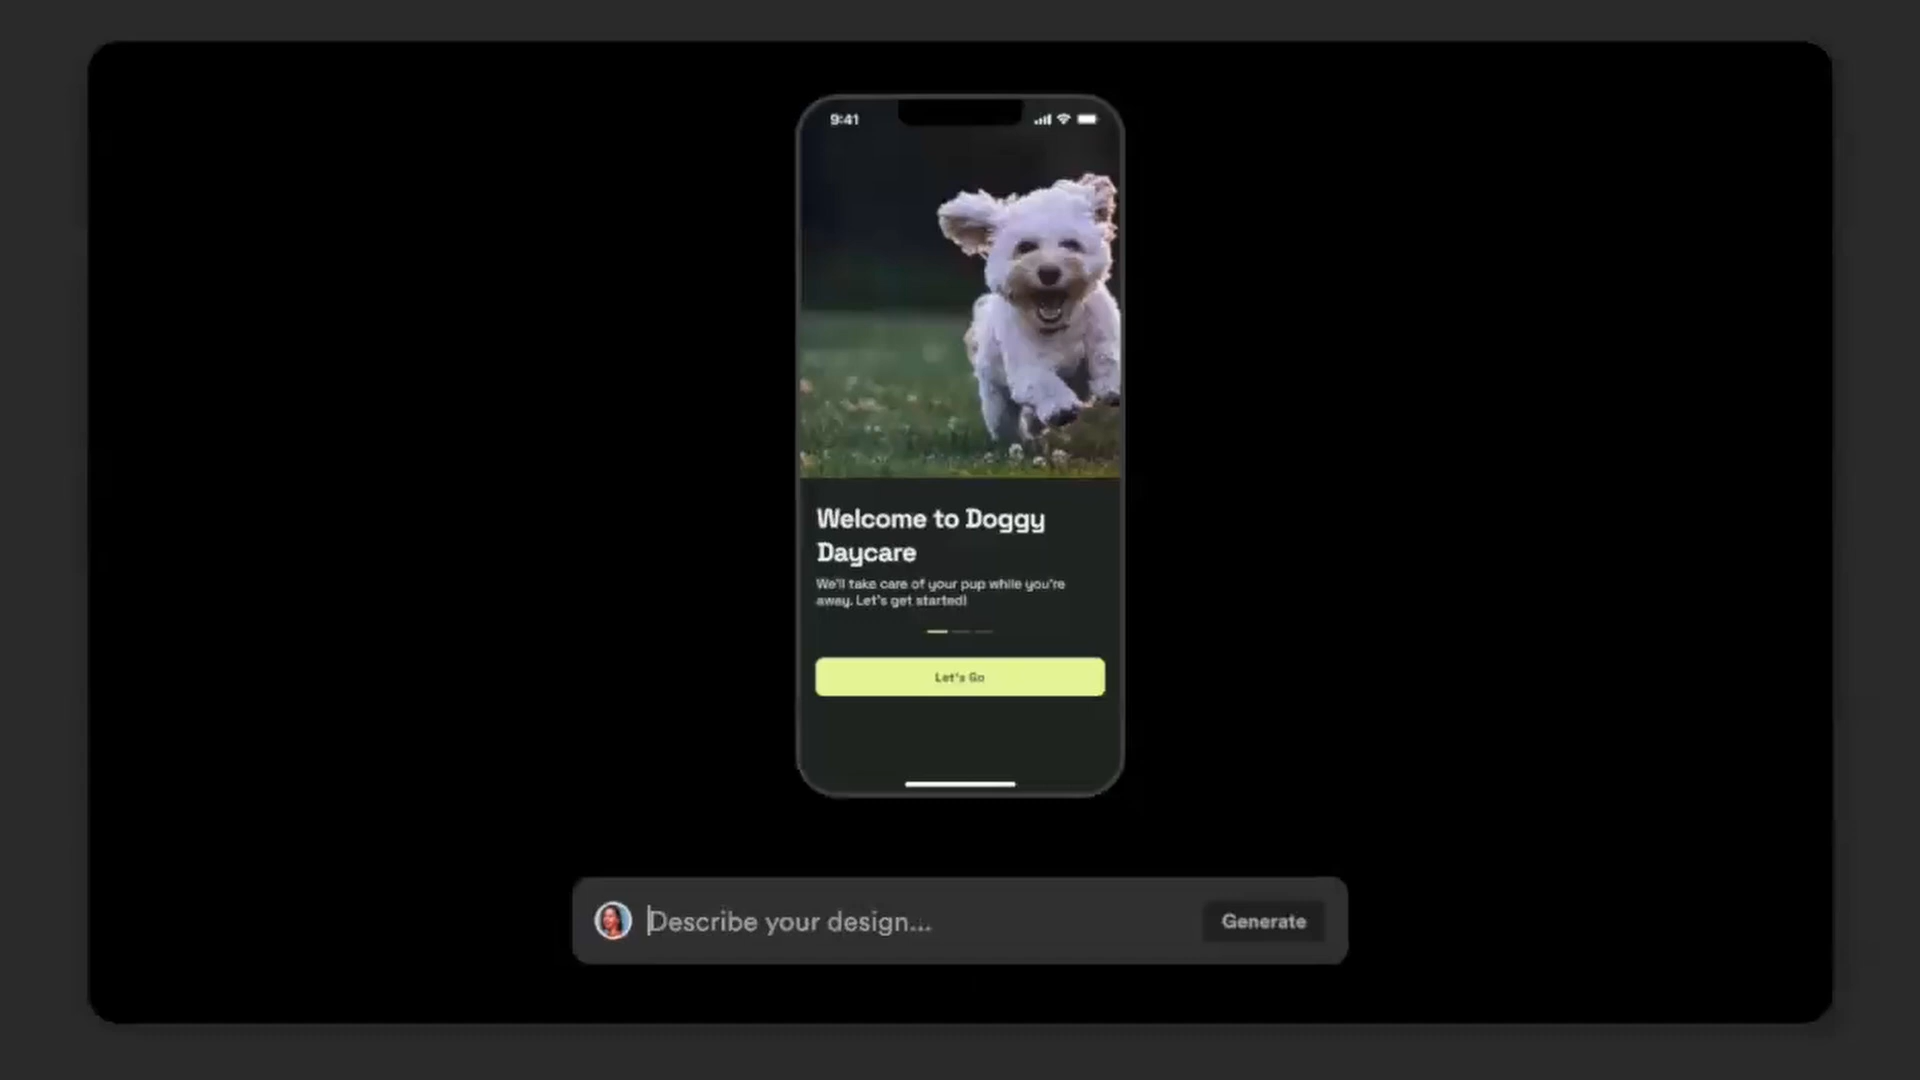 9:41
Welcome to Doggy
Daycare
We'll take care of your pup while you're
away. Let's get started!
Let's Go
Describe your design...
Generate